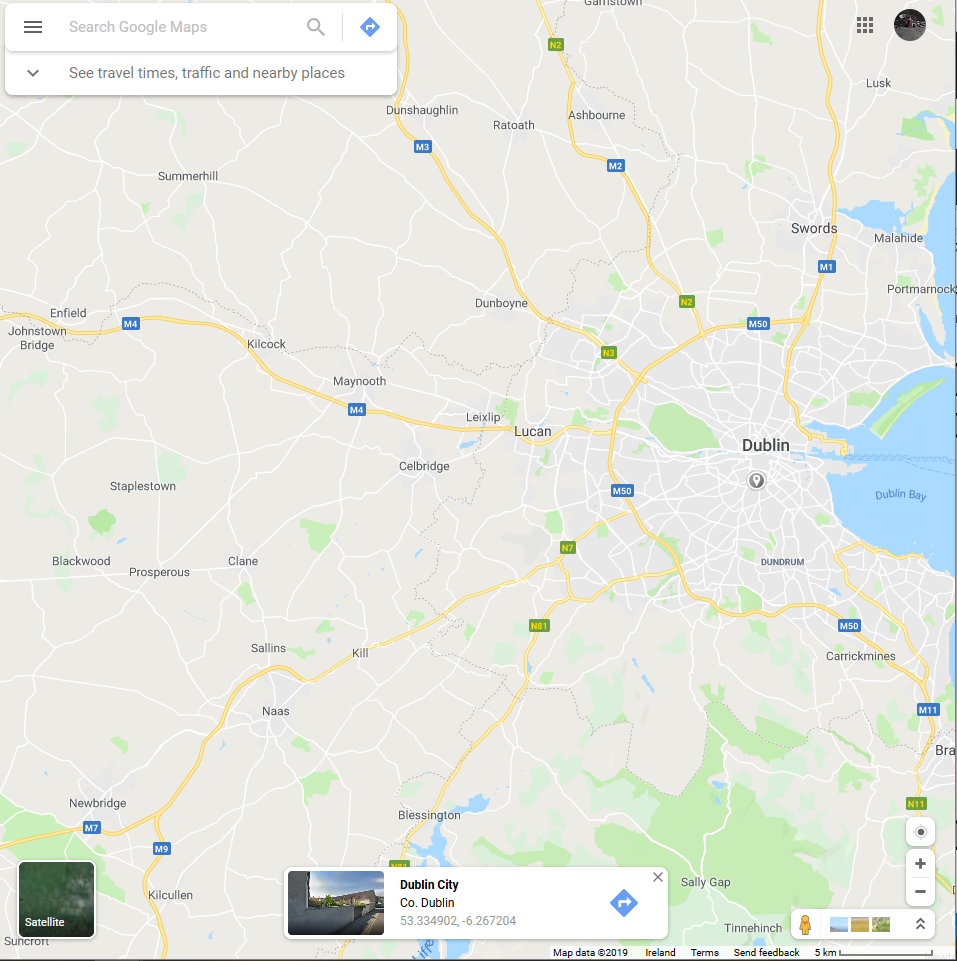 Garristown
Search Google Maps
N2
See travel times, traffic and nearby places
Lusk
Dunshaughlin
Ratoath
Ashbourne
M3
M2
Summerhill
Swords
Malahide
M1
Portmarnock
Dunboyne
N2
Enfield
M4
M50
Johnstown
Bridge
Kilcock
N3
Maynooth
M4
Leixlip
Lucan
Dublin
Celbridge
Staplestown
M50
Dublin Bay
N7
Blackwood
Prosperous
Clane
DUNDRUM
N81
M50
Sallins
Kill
Carrickmines
Naas
M11
Bra
Newbridge
N11
M7
Blessington
M9
N81
Dublin City
Co. Dublin
53.334902, -6.267204
Sally Gap
Kilcullen
Satellite
Tinnehinch
Suncroft
Map data ©2019
Ireland
Terms
Send feedback
5 km